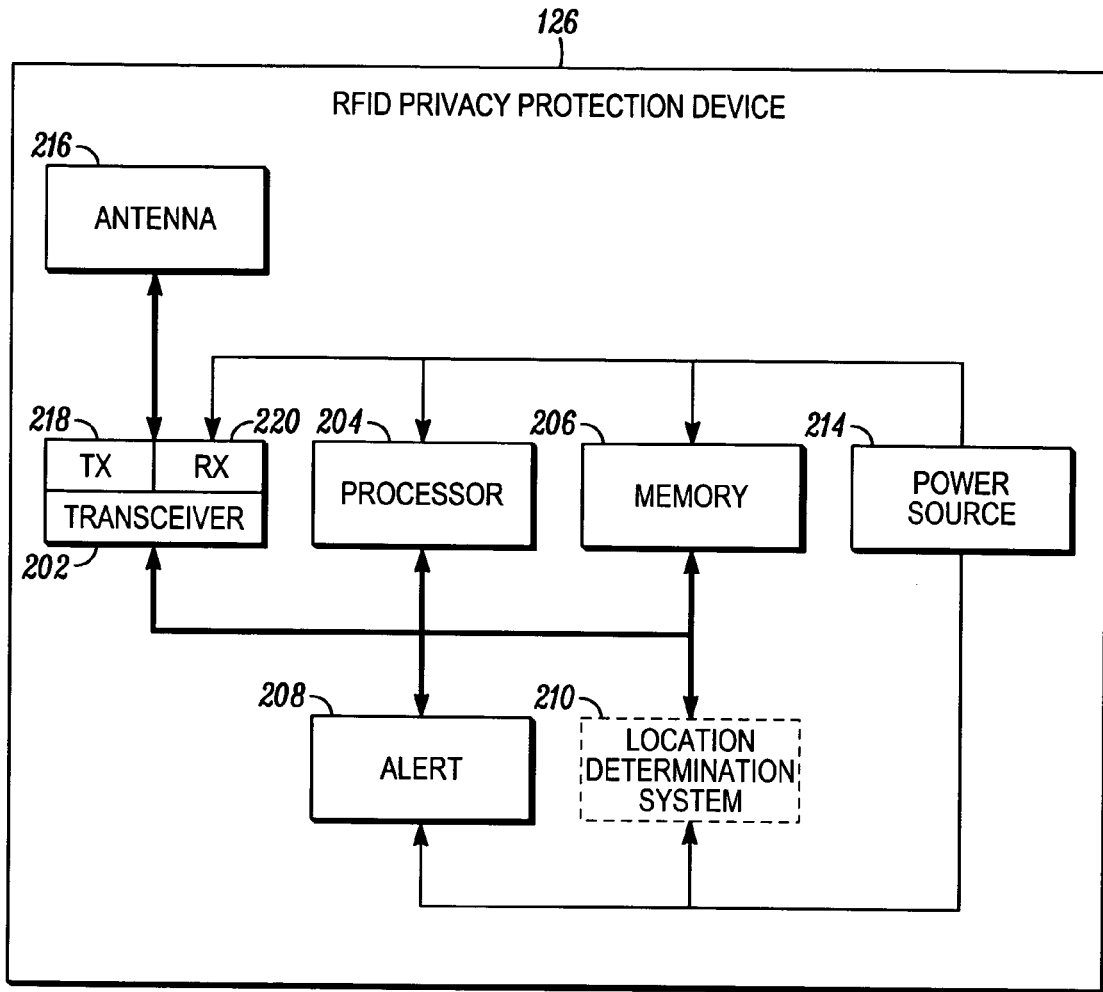 126
RFID PRIVACY PROTECTION DEVICE
216
ANTENNA
218
220
204
206
214
TX
RX
TRANSCEIVER
PROCESSOR
MEMORY
POWER
SOURCE
202
208
210
ALERT
LOCATION
DETERMINATION
SYSTEM